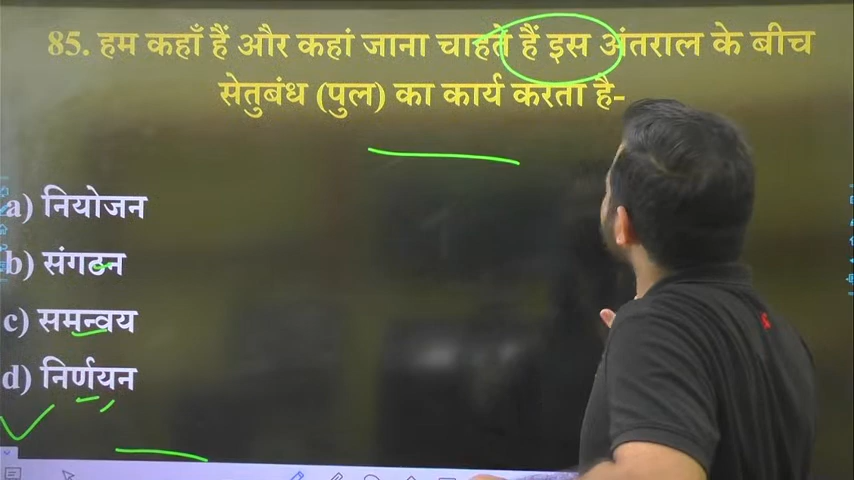 85. हम कहाँ हैं और कहां जाना चाहते हैं इस अंतराल के बीच
सेतुबंध (पुल) का कार्य करता है-
a) नियोजन
b) संगठन
c) समन्वय
d) निर्णयन